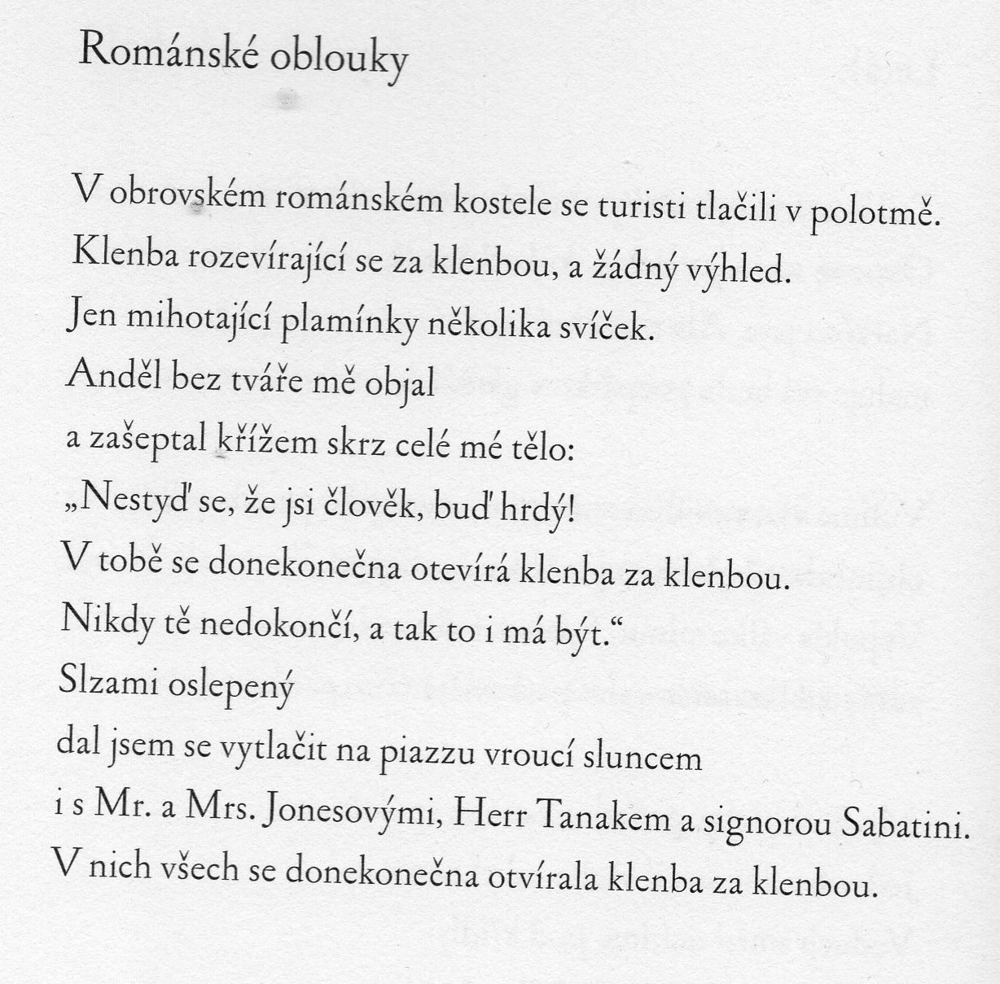 Románské oblouky
V obrovském románském kostele se turisti tlačili v polotmě.
Klenba rozevírající se za klenbou, a žádný výhled.
Jen mihotající plamínky několika svíček.
Anděl bez tváře mě objal
a zašeptal křížem skrz celé mé tělo:
„Nestyď se, že jsi člověk, buď hrdý!
V tobě se donekonečna otevírá klenba za klenbou.
Nikdy tě nedokončí, a tak to i má být.“
Slzami oslepený
dal jsem se vytlačit na piazzu vroucí sluncem
i s Mr. a Mrs. Jonesovými, Herr Tanakem a signorou Sabatini.
V nich všech se donekonečna otvírala klenba za klenbou.